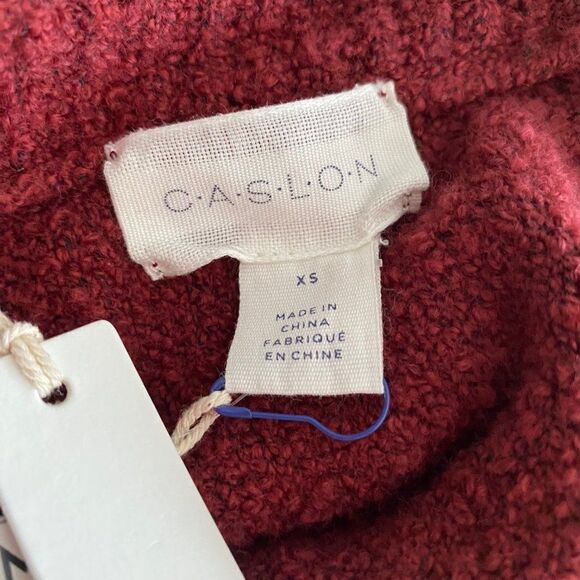 C·A·S·L·O·N
XS
MADE IN
CHINA
FABRIQUÉ
EN CHINE